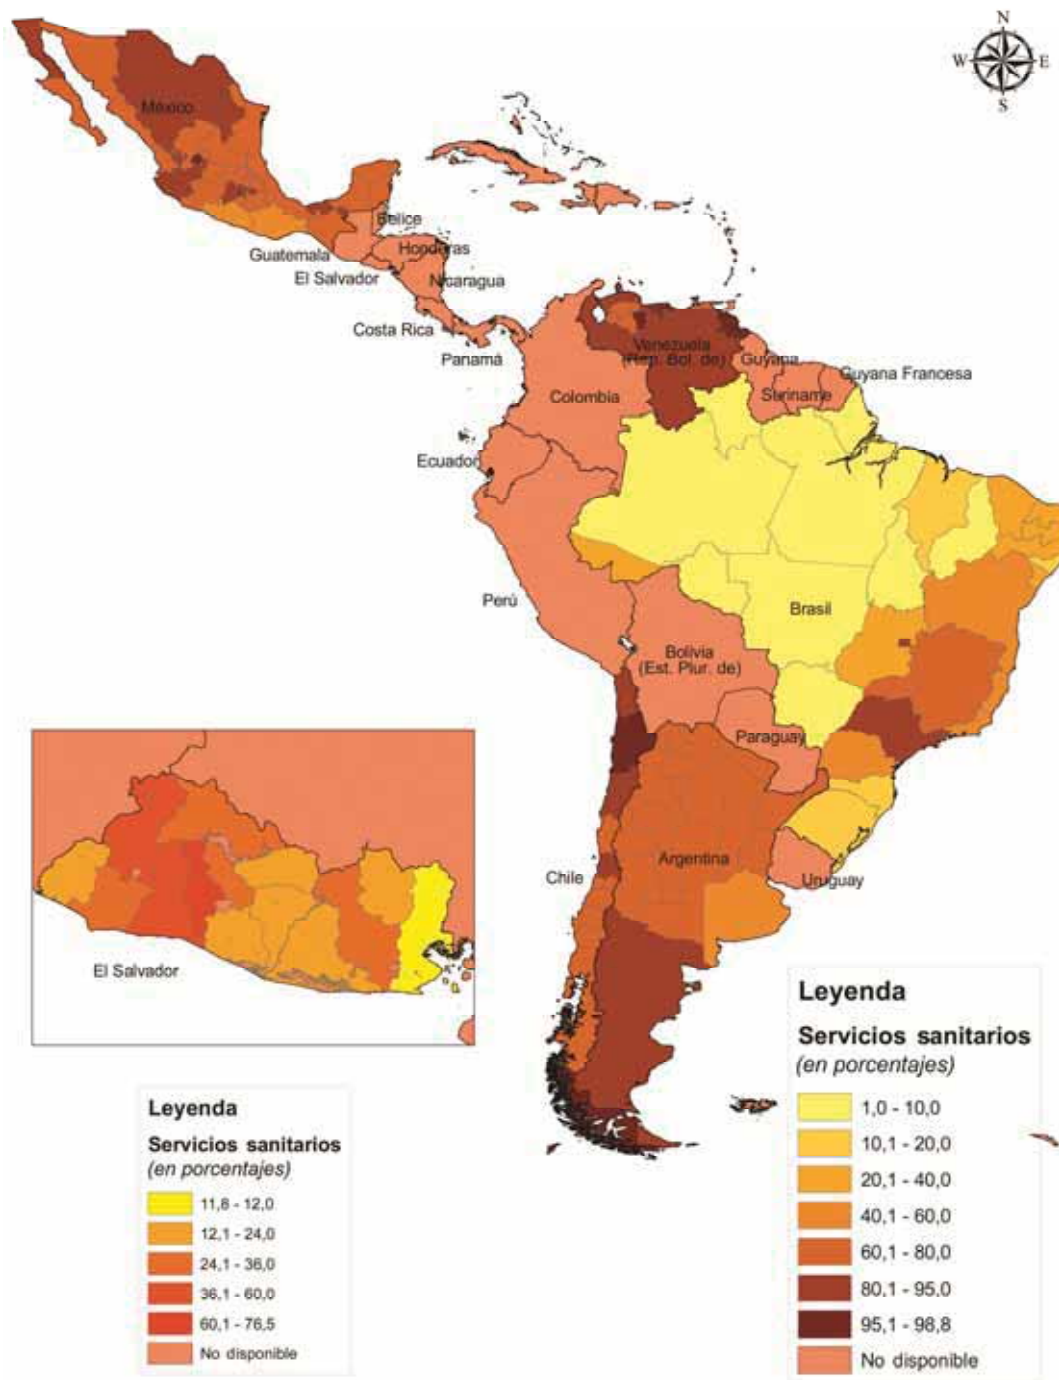 N
W E
S
México
Belice
Guatemala
Honduras
El Salvador
Nicaragua
Costa Rica
Panamá
Venezuela
(Rep. Bol. de)
Guyana
Guyana Francesa
Suriname
Colombia
Ecuador
Perú
Brasil
Bolivia
(Est. Plur. de)
Paraguay
Chile
Argentina
Uruguay
El Salvador
Leyenda
Servicios sanitarios
(en porcentajes)
11,8 - 12,0
12,1 - 24,0
24,1 - 36,0
36,1 - 60,0
60,1 - 76,5
No disponible
Leyenda
Servicios sanitarios
(en porcentajes)
1,0 - 10,0
10,1 - 20,0
20,1 - 40,0
40,1 - 60,0
60,1 - 80,0
80,1 - 95,0
95,1 - 98,8
No disponible